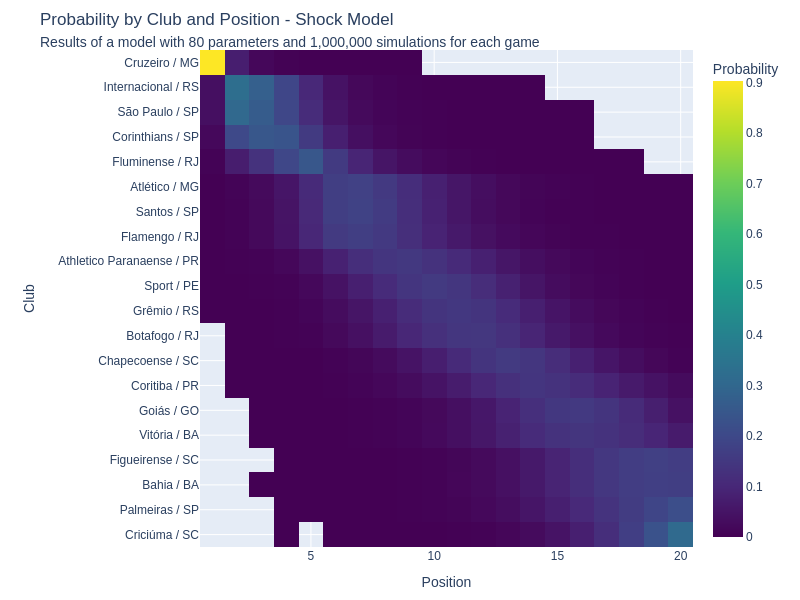 Probability by Club and Position - Shock Model
Results of a model with 80 parameters and 1,000,000 simulations for each game
Probability
Cruzeiro / MG
Internacional / RS
São Paulo / SP
Corinthians / SP
Fluminense / RJ
Atlético / MG
Santos / SP
Flamengo / RJ
Athletico Paranaense / PR
Sport / PE
Grêmio / RS
Botafogo / RJ
Chapecoense / SC
Coritiba / PR
Goiás / GO
Vitória / BA
Figueirense / SC
Bahia / BA
Palmeiras / SP
Criciúma / SC
Club
5
10
15
20
Position
0.9
0.8
0.7
0.6
0.5
0.4
0.3
0.2
0.1
0